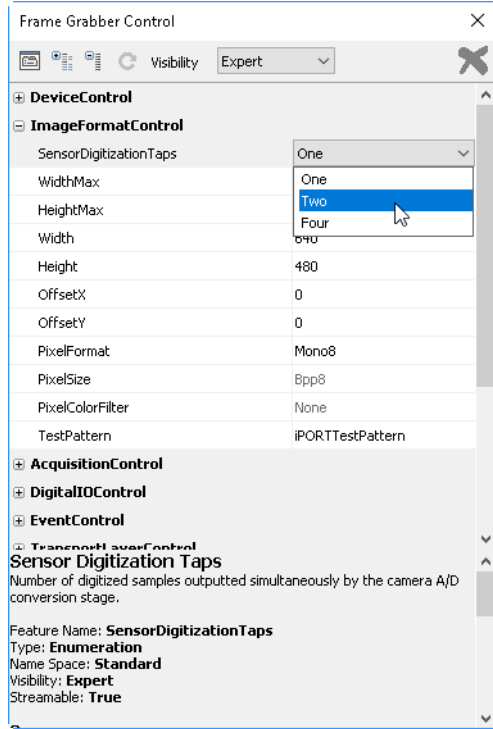 Frame Grabber Control
Visibility Expert
DeviceControl
ImageFormatControl
SensorDigitizationTaps One
One
WidthMax
Two
HeightMax
Four
Width 640
Height 480
OffsetX 0
OffsetY 0
PixelFormat Mono8
PixelSize Bpp8
PixelColorFilter None
TestPattern iPORTTestPattern
AcquisitionControl
DigitalIOControl
EventControl
TransportLayerControl
Sensor Digitization Taps
Number of digitized samples outputted simultaneously by the camera A/D
conversion stage.
Feature Name: SensorDigitizationTaps
Type: Enumeration
Name Space: Standard
Visibility: Expert
Streamable: True